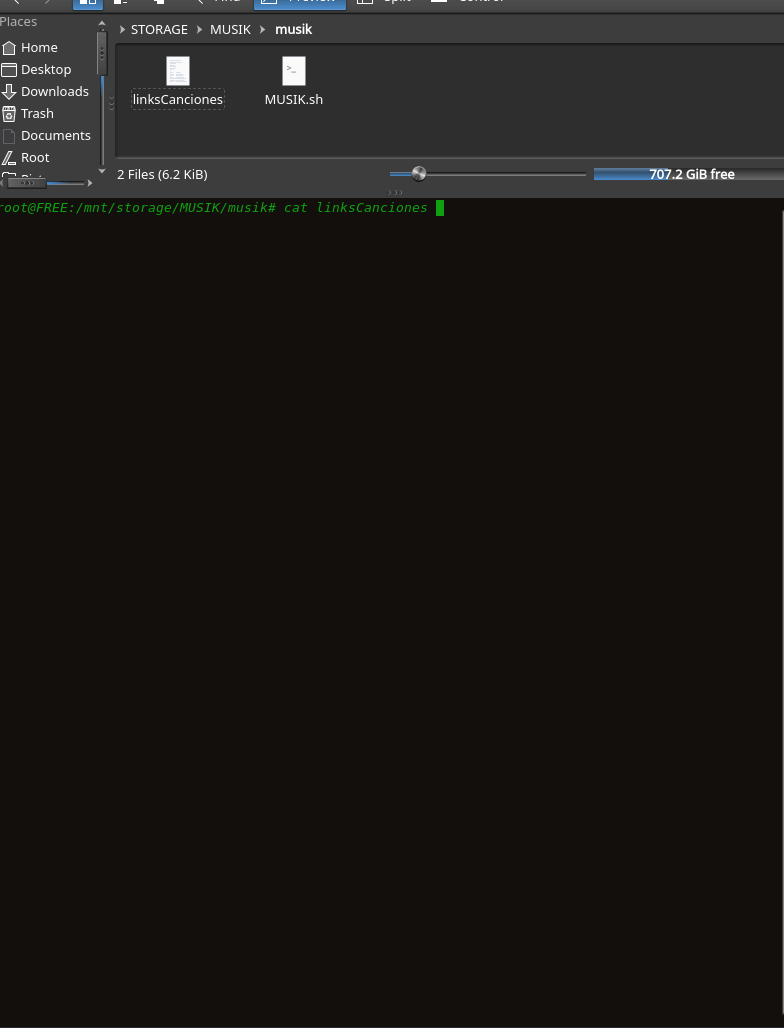 Places
STORAGE MUSIK musik
Home
Desktop
Downloads
Trash
Documents
Root
linksCanciones MUSIK.sh
>_
2 Files (6.2 KiB) 707.2 GiB free
root@FREE:/mnt/storage/MUSIK/musik# cat linksCanciones